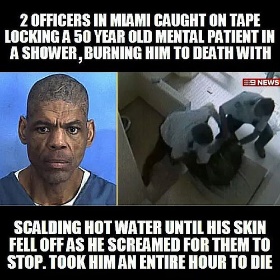 2 OFFICERS IN MIAMI CAUGHT ON TAPE
LOCKING A 50 YEAR OLD MENTAL PATIENT IN
A SHOWER, BURNING HIM TO DEATH WITH
9 NEWS
SCALDING HOT WATER UNTIL HIS SKIN
FELL OFF AS HE SCREAMED FOR THEM TO
STOP. TOOK HIM AN ENTIRE HOUR TO DIE